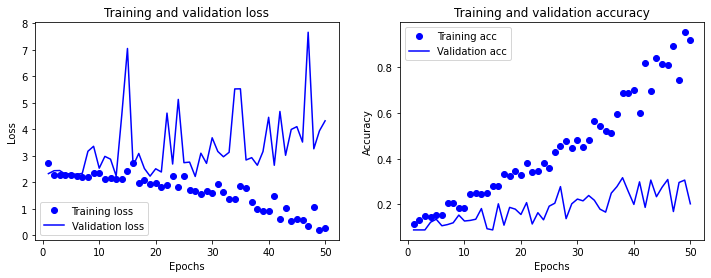 Training and validation loss
8
7
6
5
4
3
2
1
0
Loss
Training loss
Validation loss
0 10 20 30 40 50
Epochs
Training and validation accuracy
0.8
0.6
0.4
0.2
Accuracy
Training acc
Validation acc
0 10 20 30 40 50
Epochs